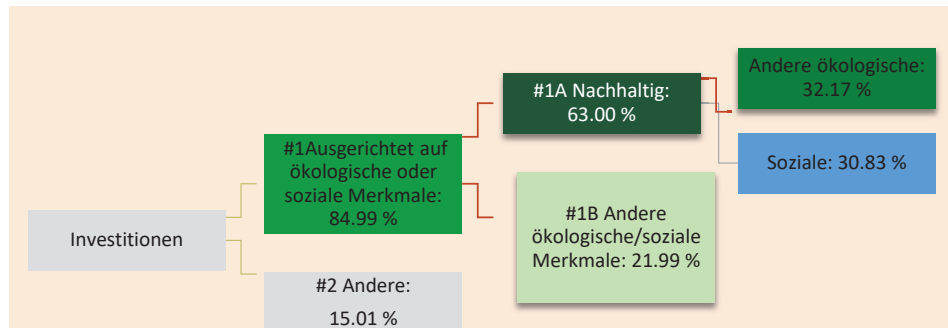 Investitionen
#1Ausgerichtet auf
ökologische oder
soziale Merkmale:
84.99 %
#2 Andere:
15.01 %
#1A Nachhaltig:
63.00 %
#1B Andere
ökologische/soziale
Merkmale: 21.99 %
Andere ökologische:
32.17 %
Soziale: 30.83 %